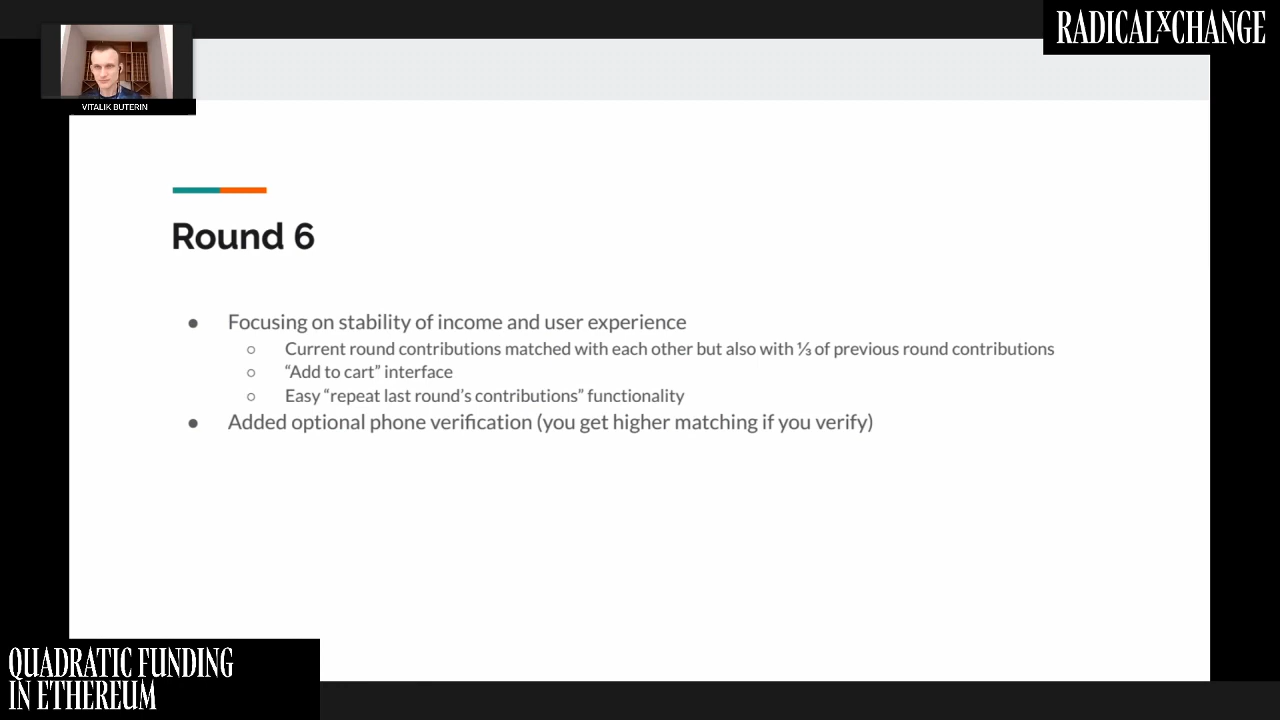 RADICALXCHANGE
VITALIK BUTERIN
Round 6
● Focusing on stability of income and user experience
○ Current round contributions matched with each other but also with ⅓ of previous round contributions
○ “Add to cart” interface
○ Easy “repeat last round’s contributions” functionality
● Added optional phone verification (you get higher matching if you verify)
QUADRATIC FUNDING
IN ETHEREUM